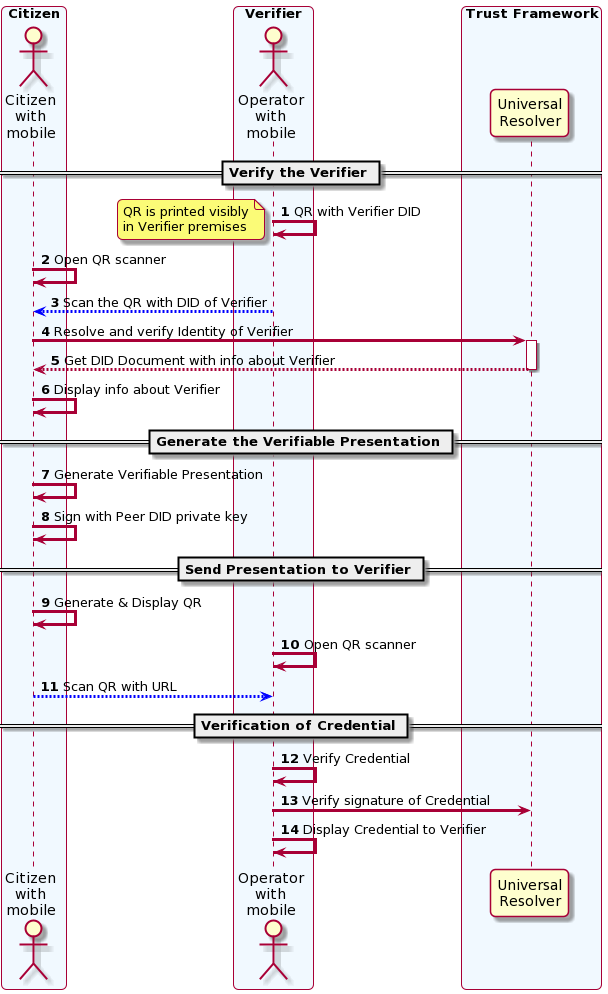 Citizen
Verifier
Trust Framework
Citizen
with
mobile
Operator
with
mobile
Universal
Resolver
Verify the Verifier
QR is printed visibly
in Verifier premises
1 QR with Verifier DID
2 Open QR scanner
3 Scan the QR with DID of Verifier
4 Resolve and verify Identity of Verifier
5 Get DID Document with info about Verifier
6 Display info about Verifier
Generate the Verifiable Presentation
7 Generate Verifiable Presentation
8 Sign with Peer DID private key
Send Presentation to Verifier
9 Generate & Display QR
10 Open QR scanner
11 Scan QR with URL
Verification of Credential
12 Verify Credential
13 Verify signature of Credential
14 Display Credential to Verifier
Citizen
with
mobile
Operator
with
mobile
Universal
Resolver